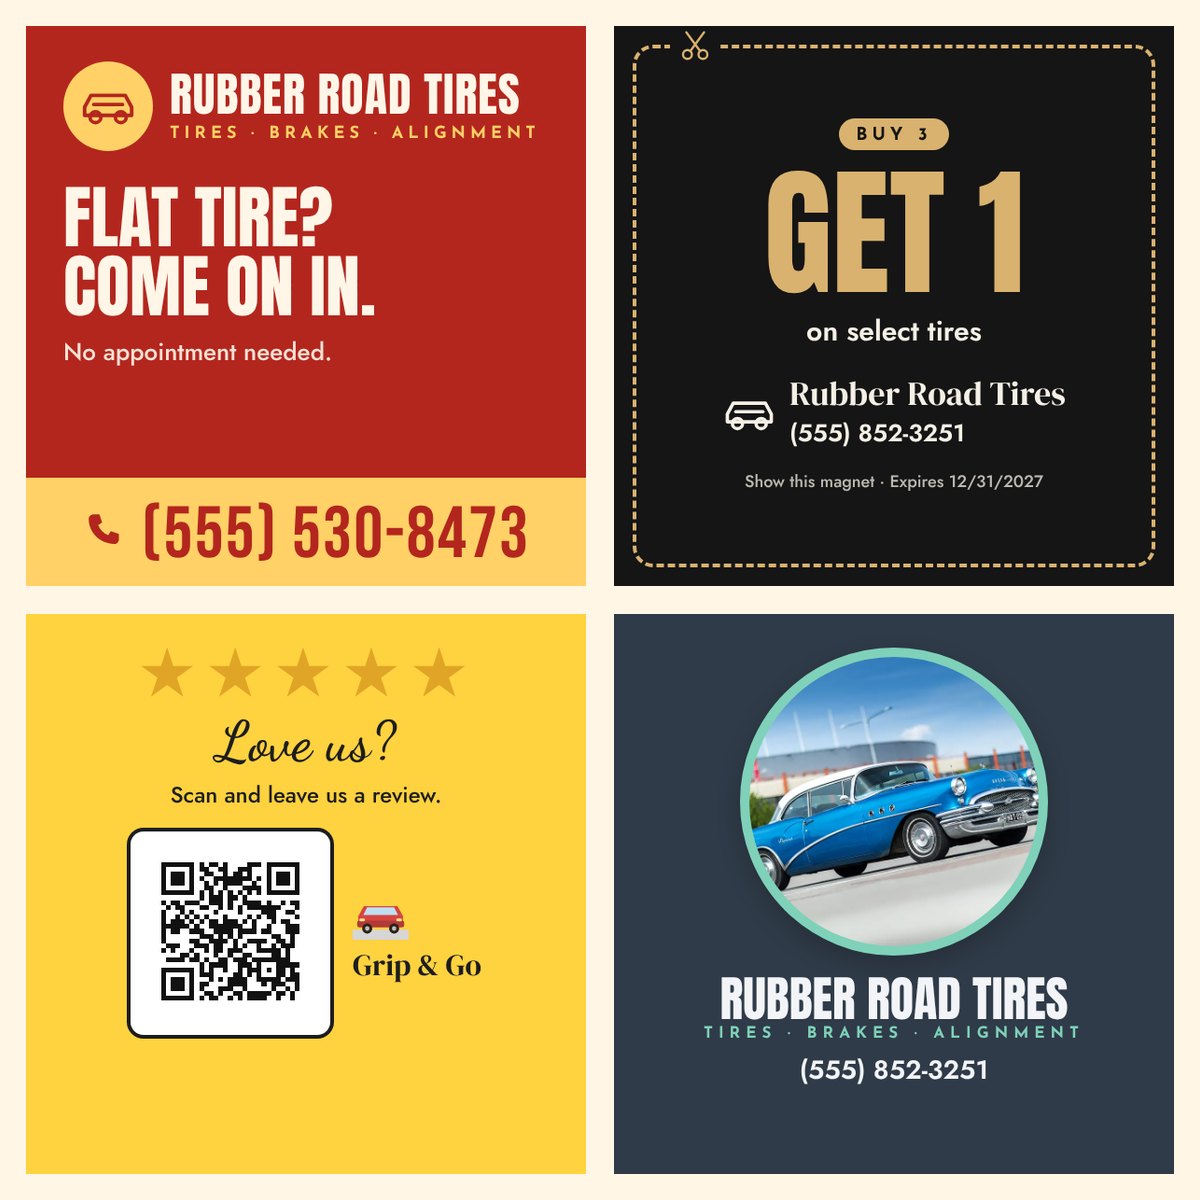 RUBBER ROAD TIRES
TIRES · BRAKES · ALIGNMENT
FLAT TIRE?
COME ON IN.
No appointment needed.
(555) 530-8473
BUY 3
GET 1
on select tires
Rubber Road Tires
(555) 852-3251
Show this magnet · Expires 12/31/2027
Love us?
Scan and leave us a review.
Grip & Go
RUBBER ROAD TIRES
TIRES · BRAKES · ALIGNMENT
(555) 852-3251